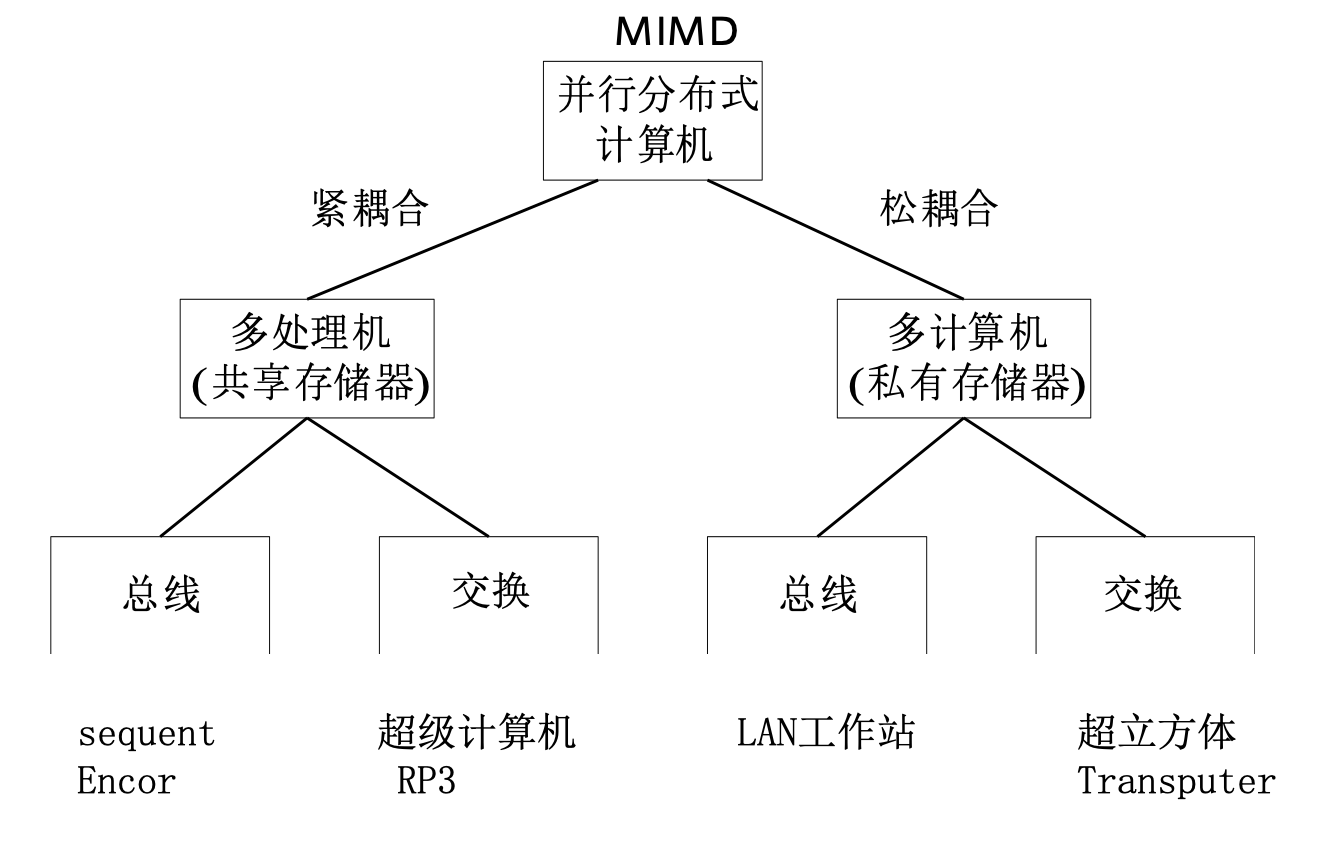 MIMD
并行分布式
计算机
紧耦合
松耦合
多处理机
(共享存储器)
多计算机
(私有存储器)
总线
交换
总线
交换
sequent
Encor
超级计算机
RP3
LAN工作站
超立方体
Transputer